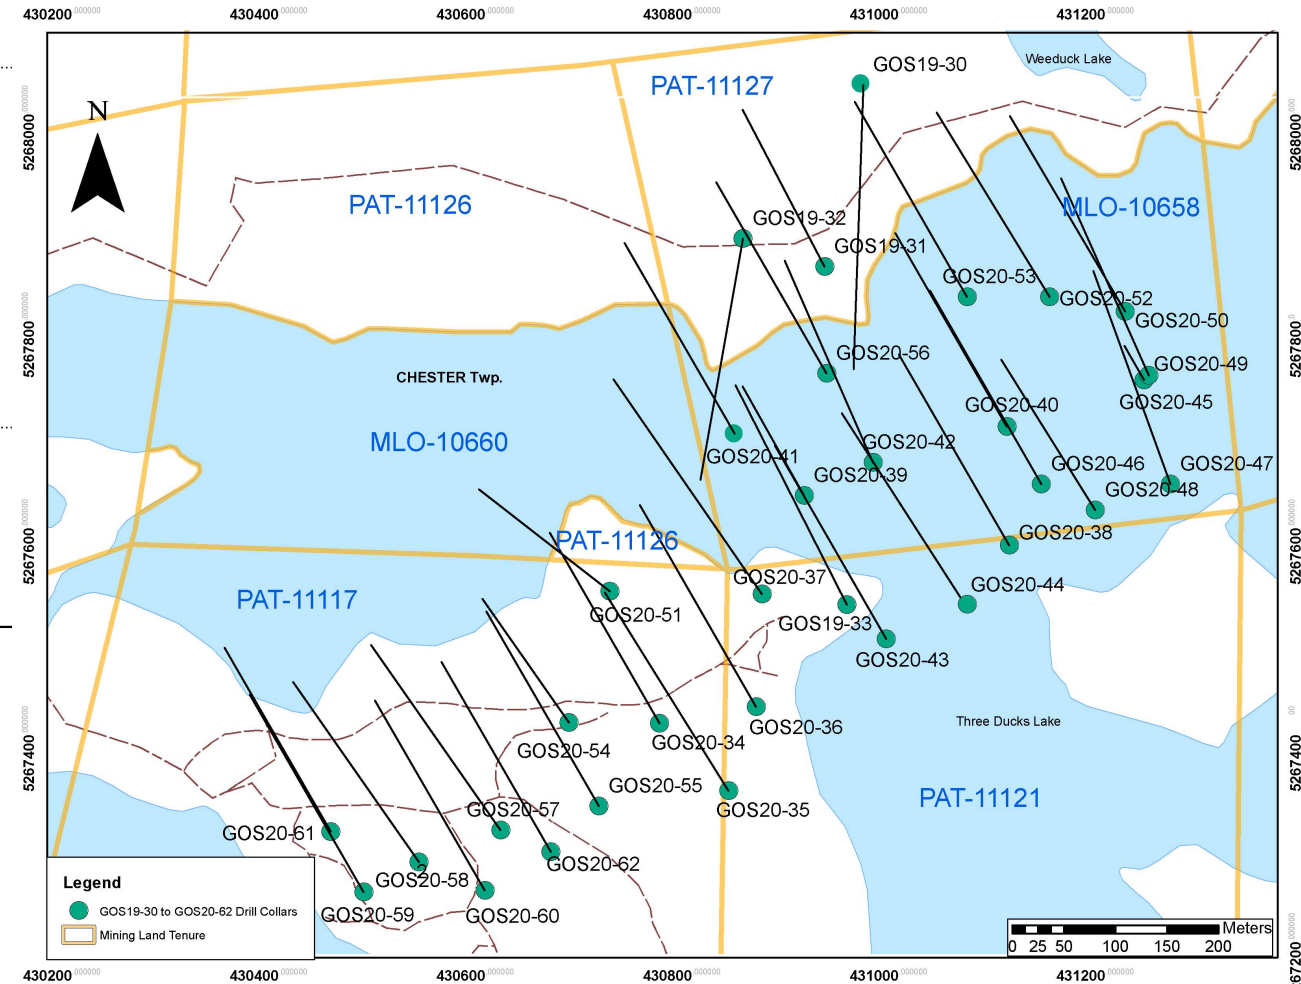 430200 430400 430600 430800 431000 431200
GOS19-30
Weeduck Lake
PAT-11127
N
5268000
5268000
PAT-11126
MLO-10658
GOS19-32
GOS19-31
GOS20-53
GOS20-52
GOS20-50
5267800
5267800
GOS20-56
GOS20-49
CHESTER Twp.
GOS20-45
GOS20-40
MLO-10660
GOS20-42
GOS20-41
GOS20-46
GOS20-47
GOS20-39
GOS20-48
5267600
5267600
PAT-11126
GOS20-38
GOS20-37
GOS20-44
PAT-11117
GOS20-51
GOS19-33
GOS20-43
Three Ducks Lake
GOS20-36
GOS20-34
GOS20-54
5267400
5267400
GOS20-55
PAT-11121
GOS20-35
GOS20-57
GOS20-61
GOS20-62
2
GOS20-58
GOS20-59
GOS20-60
Legend
GOS19-30 to GOS20-62 Drill Collars
Mining Land Tenure
Meters
0 25 50 100 150 200
67200
430200 430400 430600 430800 431000 431200